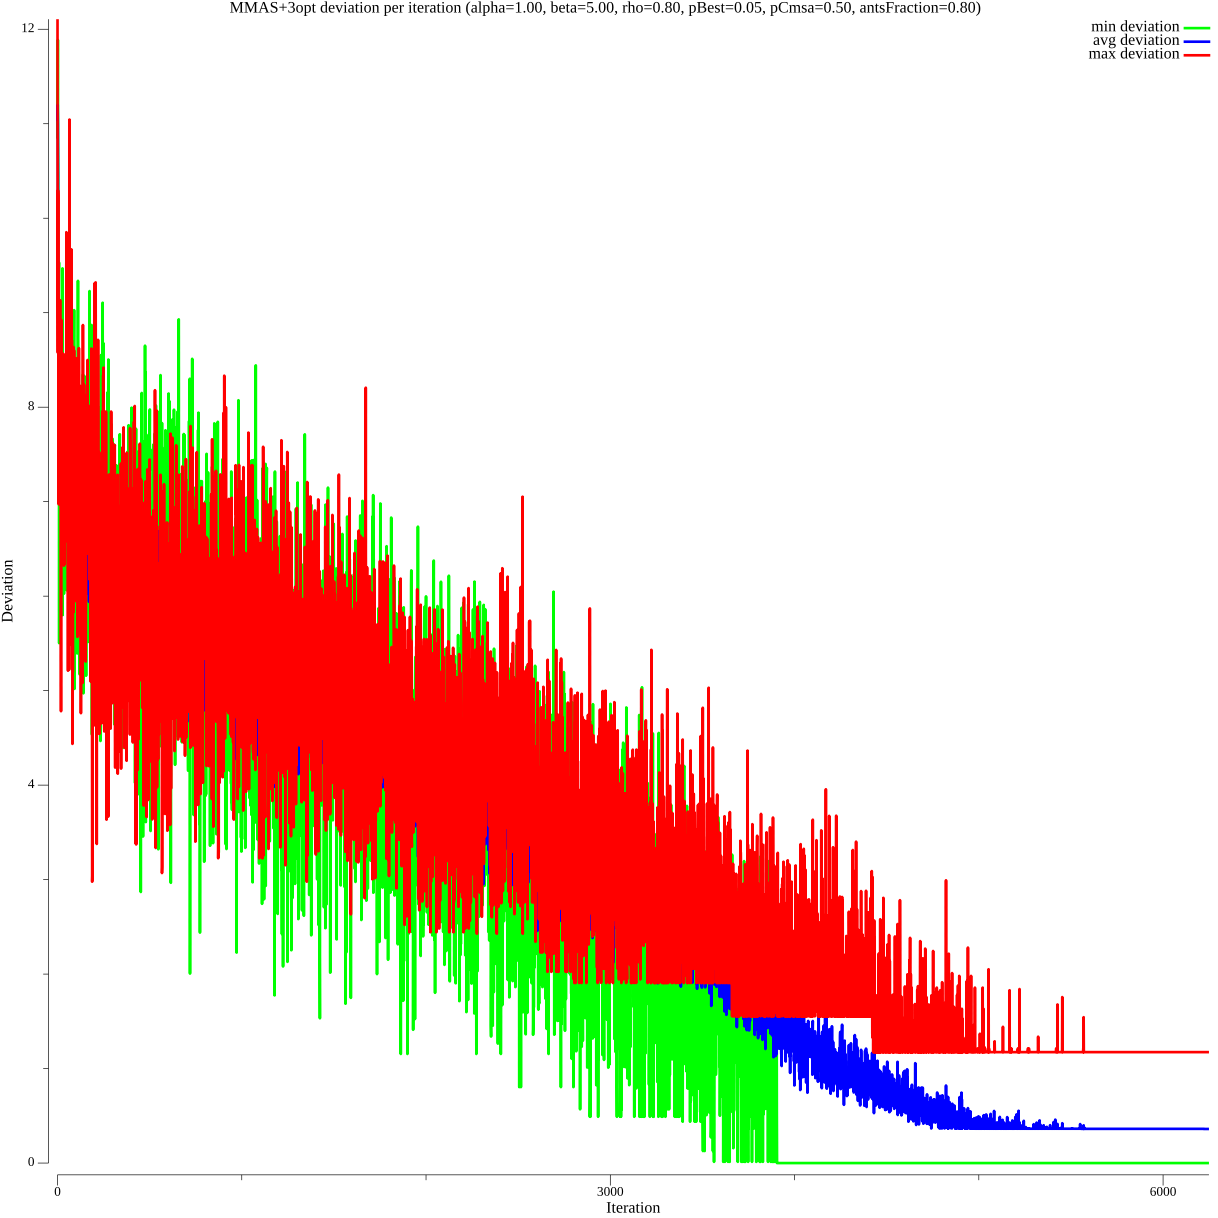 MMAS+3opt deviation per iteration (alpha=1.00, beta=5.00, rho=0.80, pBest=0.05, pCmsa=0.50, antsFraction=0.80)
min deviation
avg deviation
max deviation
12
8
4
0
Deviation
0
3000
6000
Iteration